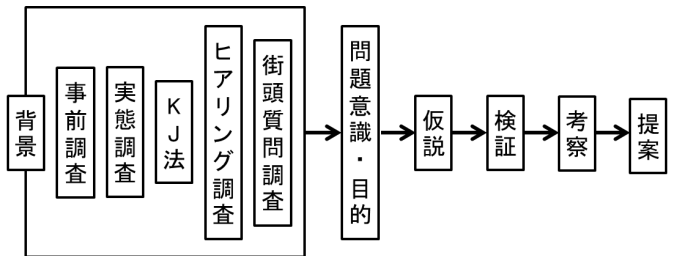 背景
事前調査
実態調査
KJ法
ヒアリング調査
街頭質問調査
問題意識・目的
仮説
検証
考察
提案